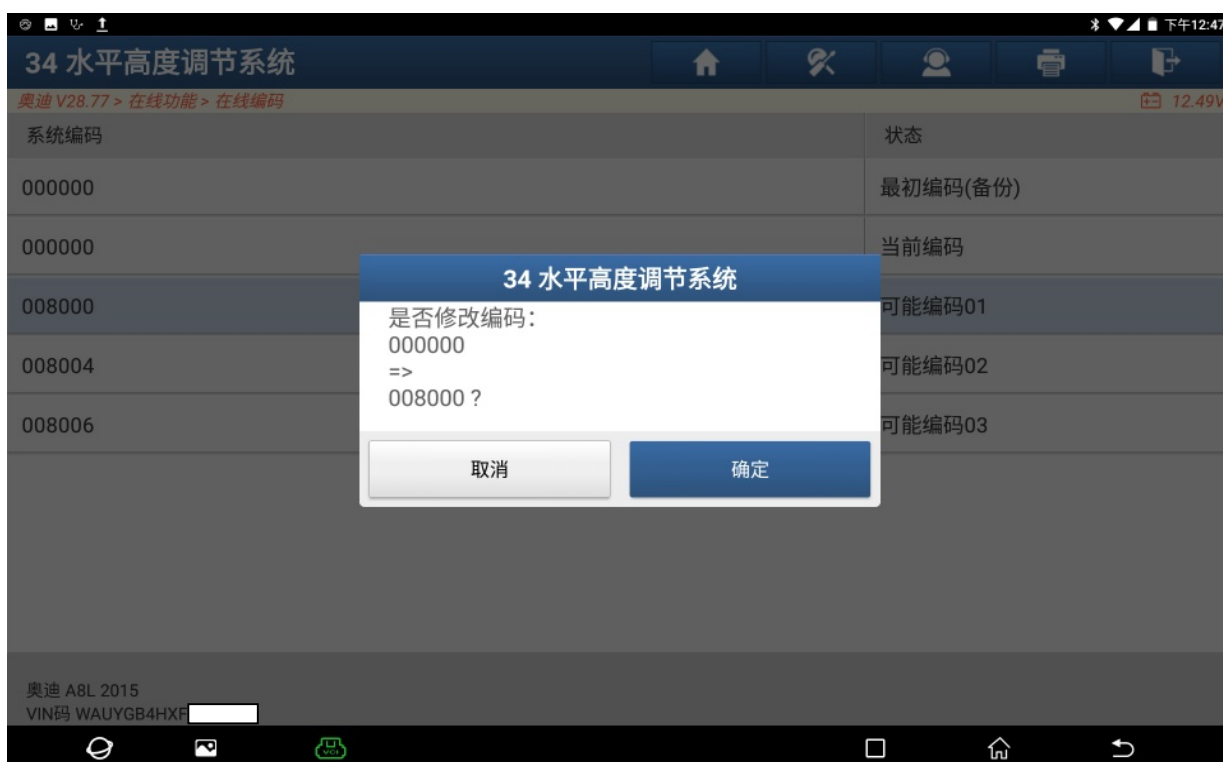 下午12:47
34 水平高度调节系统
奥迪 V28.77 > 在线功能 > 在线编码
12.49V
系统编码
状态
000000
最初编码(备份)
000000
当前编码
008000
可能编码01
008004
可能编码02
008006
可能编码03
34 水平高度调节系统
是否修改编码：
000000
=>
008000？
取消
确定
奥迪 A8L 2015
VIN码 WAUYGB4HXF
VCI